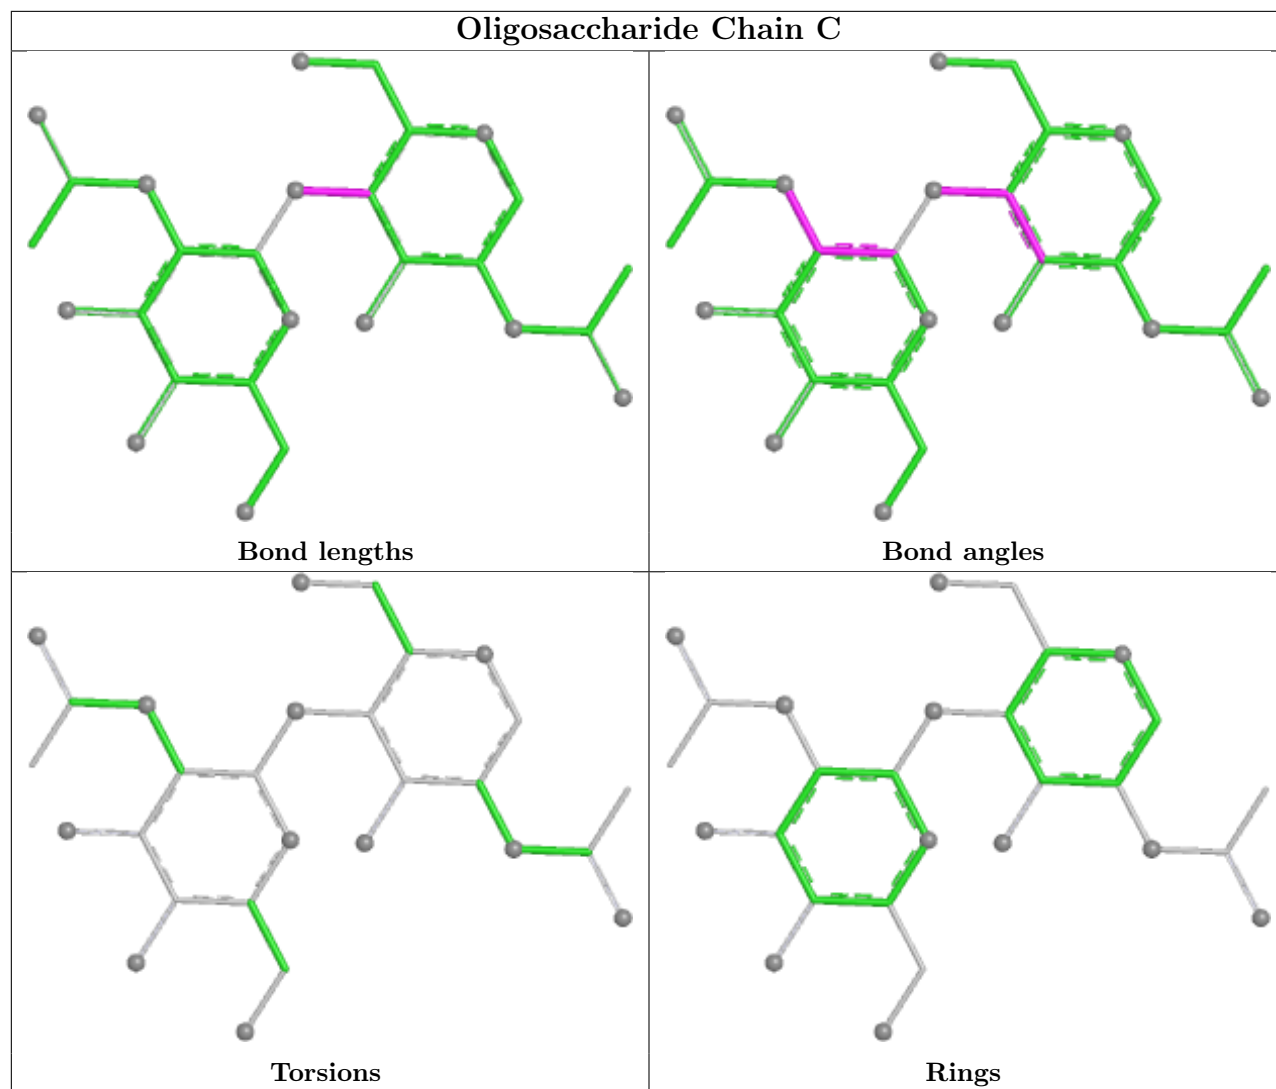 Oligosaccharide Chain C
Bond lengths
Bond angles
Torsions
Rings